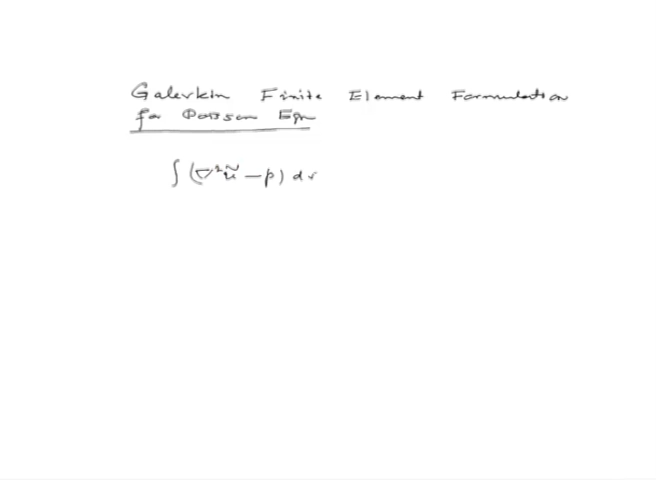 Galerkin Finite Element Formulation
for Poisson Eqn
∫ (∇²ũ − p) dv